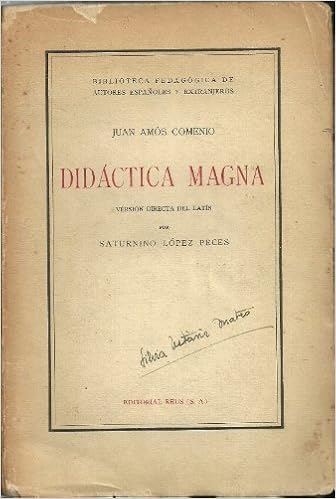 BIBLIOTECA PEDAGÓGICA DE
AUTORES ESPAÑOLES Y EXTRANJEROS
JUAN AMÓS COMENIO
DIDÁCTICA MAGNA
VERSIÓN DIRECTA DEL LATÍN
POR
SATURNINO LÓPEZ PECES
Silvia
EDITORIAL REUS (S. A.)